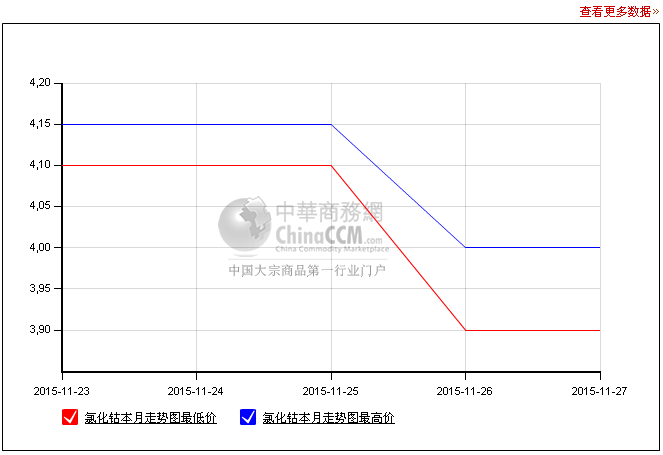 查看更多数据»
4,20
4,15
4,10
4,05
4,00
3,95
3,90
中華商務網
ChinaCCM.com
China Commodity Marketplace
中国大宗商品第一行业门户
2015-11-23 2015-11-24 2015-11-25 2015-11-26 2015-11-27
氯化钴本月走势图最低价 氯化钴本月走势图最高价